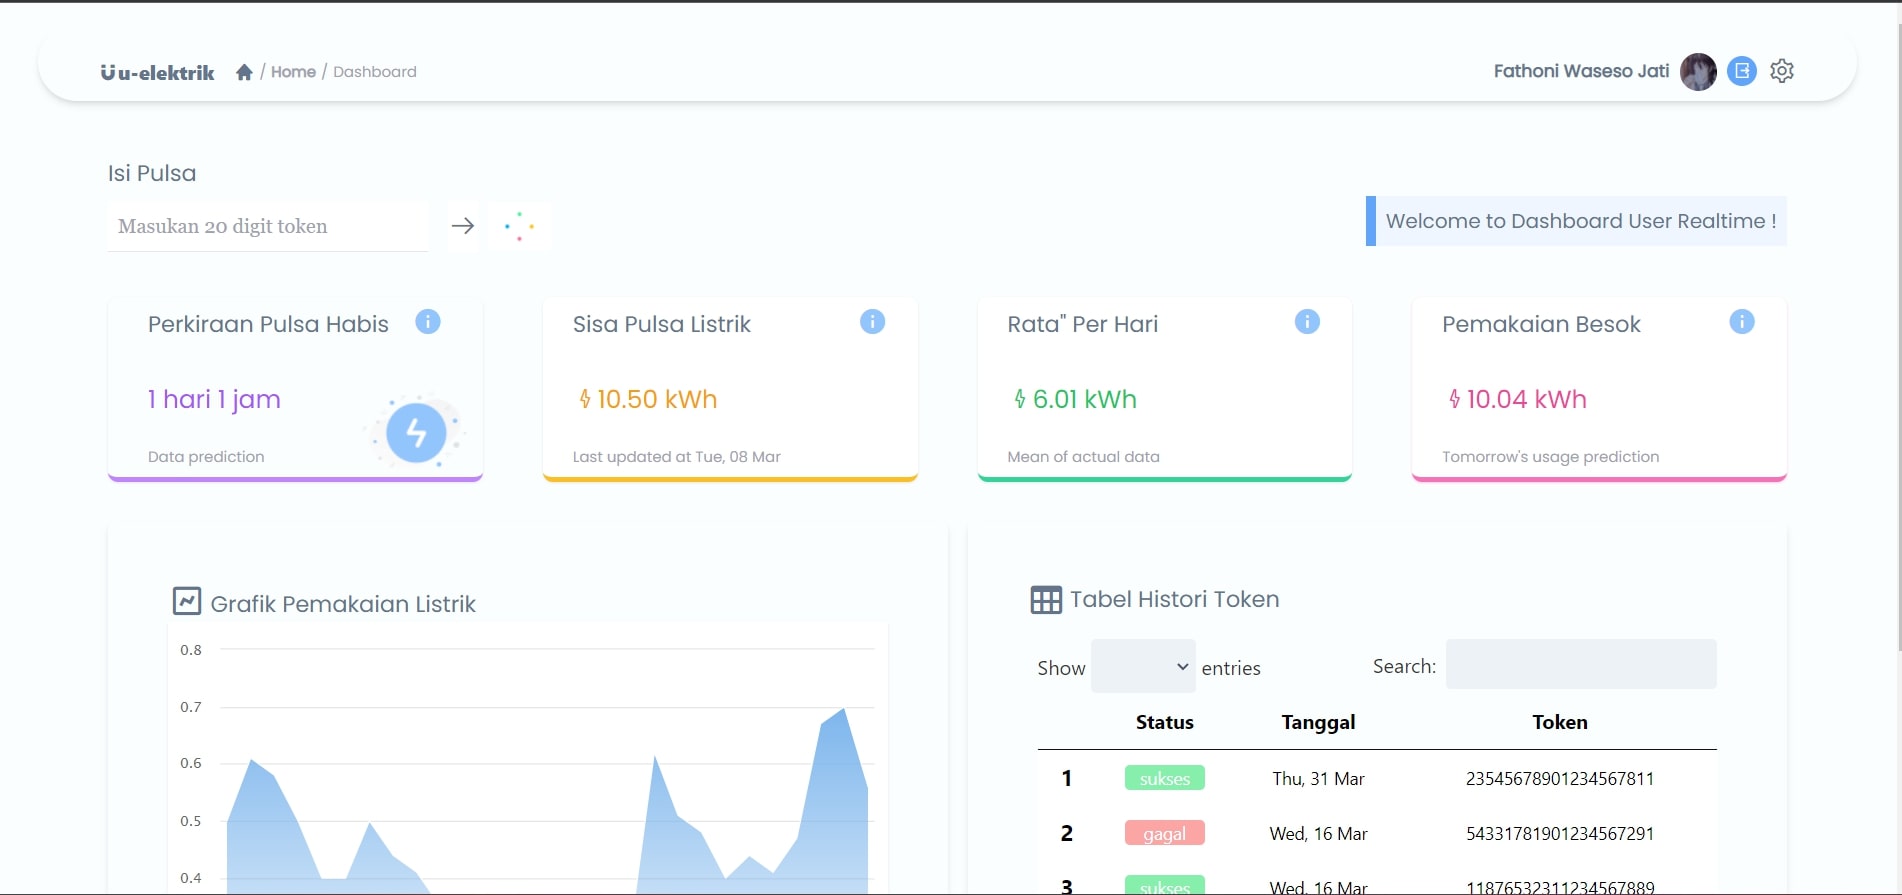 u-elektrik / Home / Dashboard
Fathoni Waseso Jati
Isi Pulsa
Masukan 20 digit token
Welcome to Dashboard User Realtime !
Perkiraan Pulsa Habis
1 hari 1 jam
Data prediction
Sisa Pulsa Listrik
10.50 kWh
Last updated at Tue, 08 Mar
Rata" Per Hari
6.01 kWh
Mean of actual data
Pemakaian Besok
10.04 kWh
Tomorrow's usage prediction
Grafik Pemakaian Listrik
0.8
0.7
0.6
0.5
0.4
Tabel Histori Token
Show entries
Search:
Status Tanggal Token
1 sukses Thu, 31 Mar 23545678901234567811
2 gagal Wed, 16 Mar 54331781901234567291
3 sukses Wed, 16 Mar 11876532311234567889